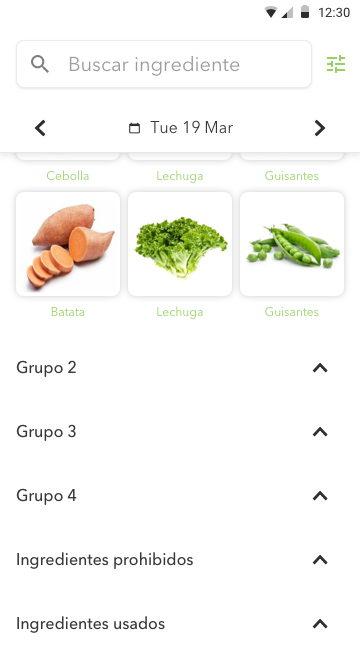 12:30
Buscar ingrediente
Tue 19 Mar
Cebolla Lechuga Guisantes
Batata Lechuga Guisantes
Grupo 2
Grupo 3
Grupo 4
Ingredientes prohibidos
Ingredientes usados